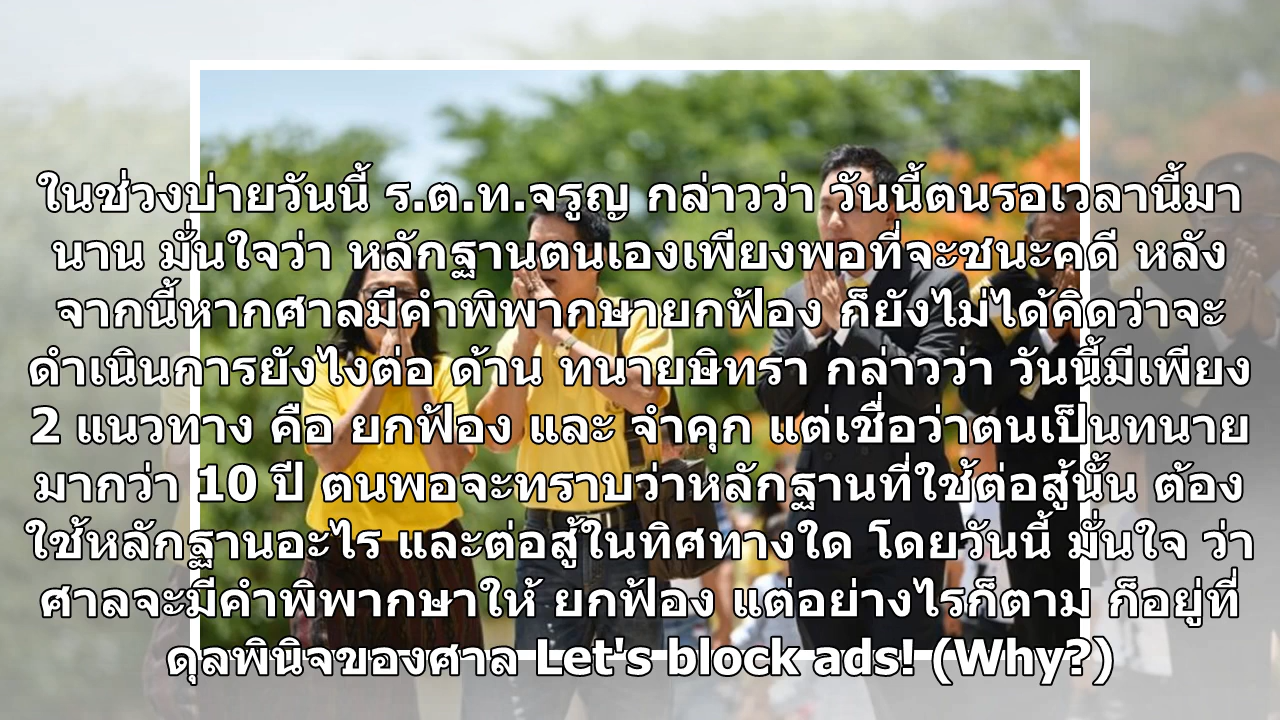 ในช่วงบ่ายวันนี้ ร.ต.ท.จรูญ กล่าวว่า วันนี้ตนรอเวลานี้มา
นาน มั่นใจว่า หลักฐานตนเองเพียงพอที่จะชนะคดี หลัง
จากนี้หากศาลมีคำพิพากษายกฟ้อง ก็ยังไม่ได้คิดว่าจะ
ดำเนินการยังไงต่อ ด้าน ทนายษิทรา กล่าวว่า วันนี้มีเพียง
2 แนวทาง คือ ยกฟ้อง และ จำคุก แต่เชื่อว่าตนเป็นทนาย
มากว่า 10 ปี ตนพอจะทราบว่าหลักฐานที่ใช้ต่อสู้นั้น ต้อง
ใช้หลักฐานอะไร และต่อสู้ในทิศทางใด โดยวันนี้ มั่นใจ ว่า
ศาลจะมีคำพิพากษาให้ ยกฟ้อง แต่อย่างไรก็ตาม ก็อยู่ที่
ดุลพินิจของศาล Let's block ads! (Why?)